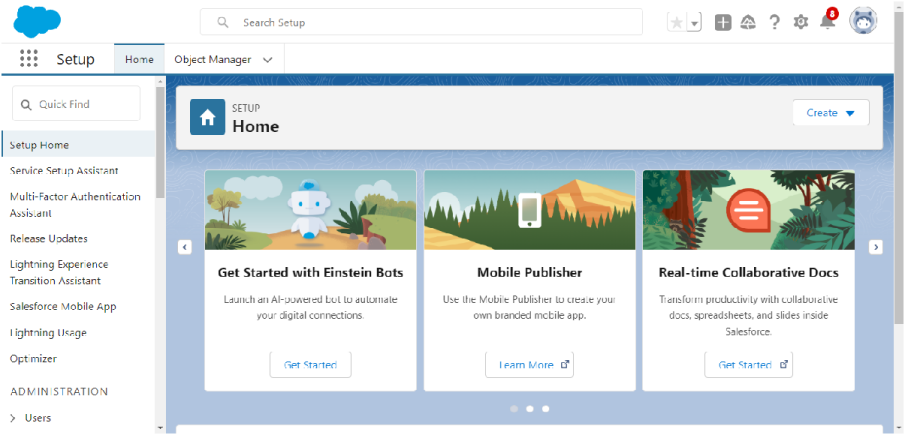 Search Setup
8
Setup
Home
Object Manager
Quick Find
Setup Home
Service Setup Assistant
Multi-Factor Authentication
Assistant
Release Updates
Lightning Experience
Transition Assistant
Salesforce Mobile App
Lightning Usage
Optimizer
ADMINISTRATION
Users
SETUP
Home
Create
Get Started with Einstein Bots
Launch an AI-powered bot to automate
your digital connections.
Get Started
Mobile Publisher
Use the Mobile Publisher to create your
own branded mobile app.
Learn More
Real-time Collaborative Docs
Transform productivity with collaborative
docs, spreadsheets, and slides inside
Salesforce.
Get Started